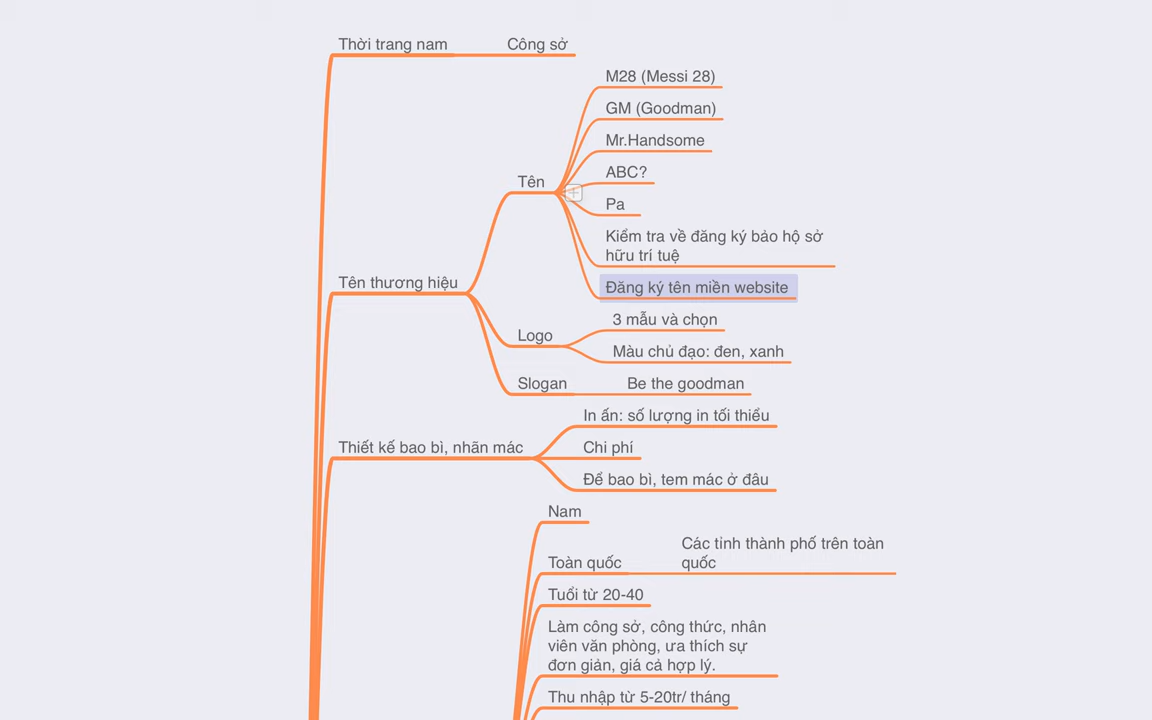 Thời trang nam
Công sở
M28 (Messi 28)
GM (Goodman)
Mr.Handsome
ABC?
Tên
Pa
Kiểm tra về đăng ký bảo hộ sở
hữu trí tuệ
Tên thương hiệu
Đăng ký tên miền website
3 mẫu và chọn
Logo
Màu chủ đạo: đen, xanh
Slogan
Be the goodman
In ấn: số lượng in tối thiểu
Thiết kế bao bì, nhãn mác
Chi phí
Để bao bì, tem mác ở đâu
Nam
Toàn quốc
Các tỉnh thành phố trên toàn
quốc
Tuổi từ 20-40
Làm công sở, công thức, nhân
viên văn phòng, ưa thích sự
đơn giản, giá cả hợp lý.
Thu nhập từ 5-20tr/ tháng